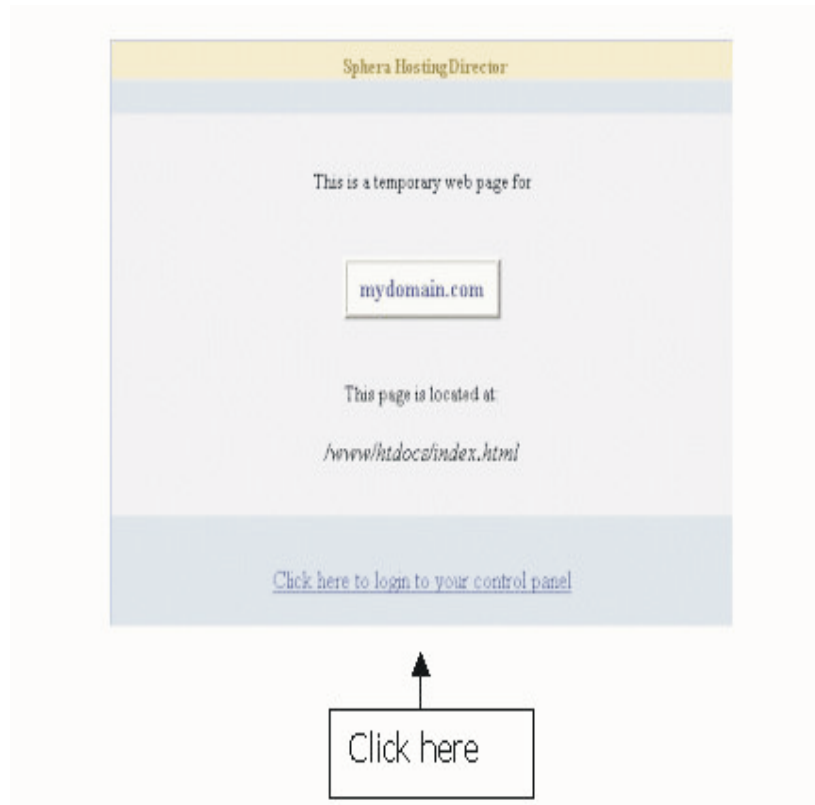 Sphera HostingDirector
This is a temporary web page for
mydomain.com
This page is located at:
/www/htdocs/index.html
Click here to login to your control panel
Click here